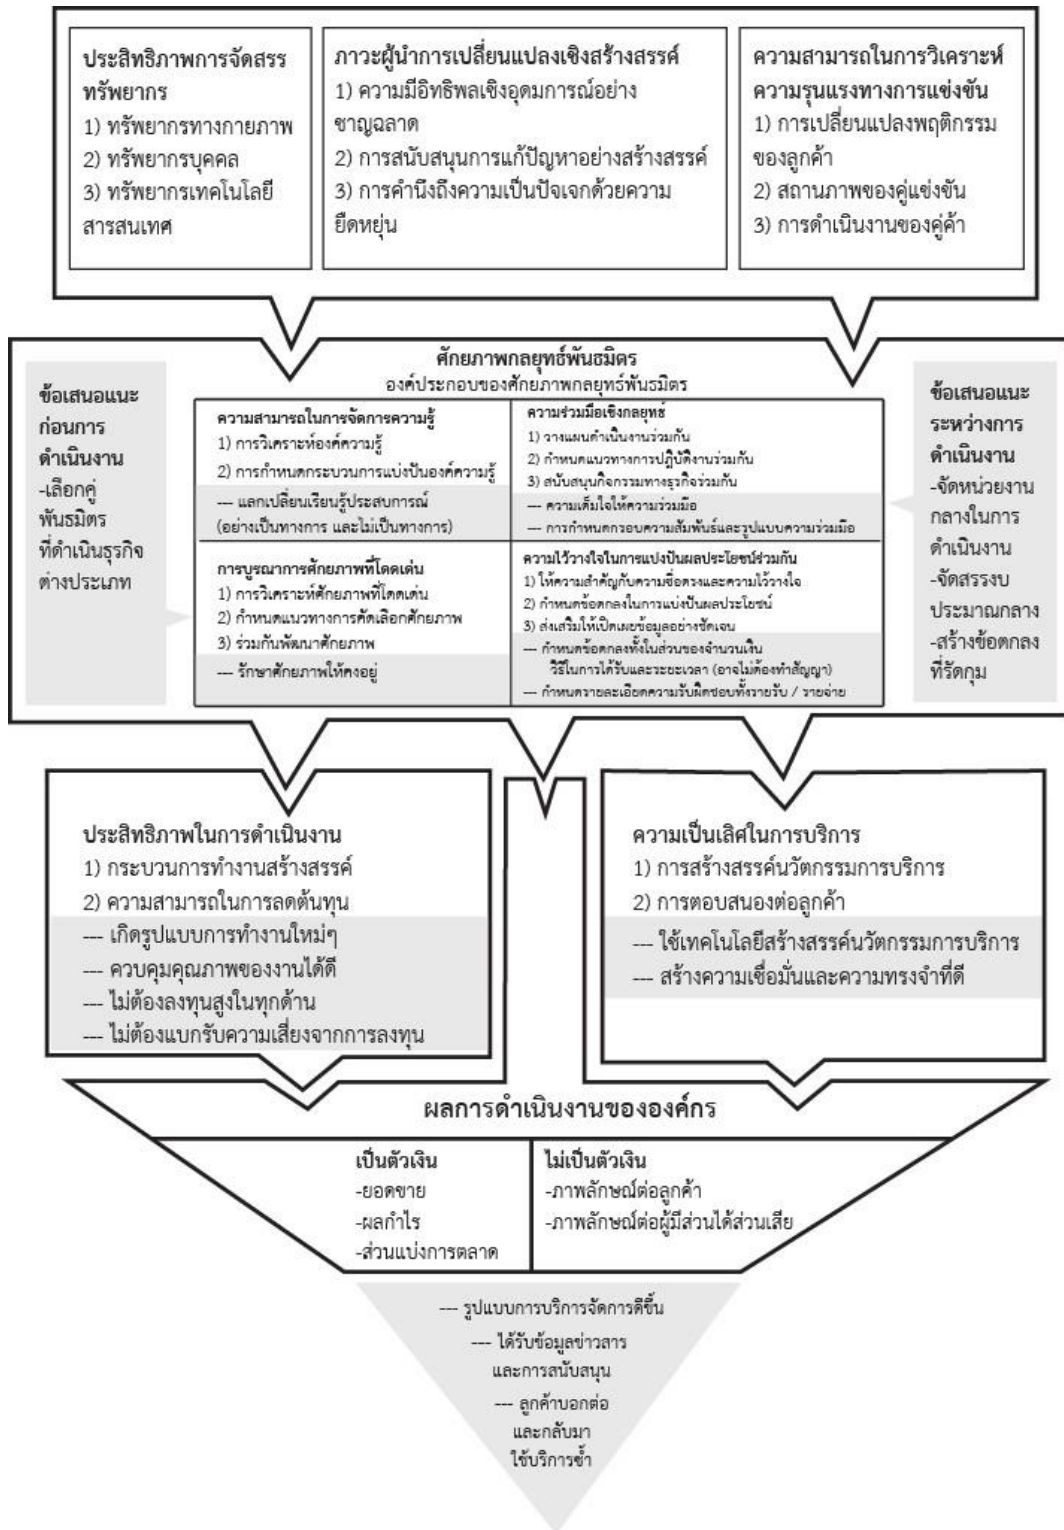 ประสิทธิภาพการจัดสรร
ทรัพยากร
1) ทรัพยากรทางกายภาพ
2) ทรัพยากรบุคคล
3) ทรัพยากรเทคโนโลยี
สารสนเทศ
ภาวะผู้นำการเปลี่ยนแปลงเชิงสร้างสรรค์
1) ความมีอิทธิพลเชิงอุดมการณ์อย่าง
ชาญฉลาด
2) การสนับสนุนการแก้ปัญหาอย่างสร้างสรรค์
3) การคำนึงถึงความเป็นปัจเจกด้วยความ
ยืดหยุ่น
ความสามารถในการวิเคราะห์
ความรุนแรงทางการแข่งขัน
1) การเปลี่ยนแปลงพฤติกรรม
ของลูกค้า
2) สถานภาพของคู่แข่งขัน
3) การดำเนินงานของคู่ค้า
ศักยภาพกลยุทธ์พันธมิตร
องค์ประกอบของศักยภาพกลยุทธ์พันธมิตร
ข้อเสนอแนะ
ก่อนการ
ดำเนินงาน
-เลือกคู่
พันธมิตร
ที่ดำเนินธุรกิจ
ต่างประเภท
ความสามารถในการจัดการความรู้
1) การวิเคราะห์องค์ความรู้
2) การกำหนดกระบวนการแบ่งปันองค์ความรู้
--- แลกเปลี่ยนเรียนรู้ประสบการณ์
(อย่างเป็นทางการ และไม่เป็นทางการ)
ความร่วมมือเชิงกลยุทธ์
1) วางแผนดำเนินงานร่วมกัน
2) กำหนดแนวทางการปฏิบัติงานร่วมกัน
3) สนับสนุนกิจกรรมทางธุรกิจร่วมกัน
--- ความเต็มใจให้ความร่วมมือ
--- การกำหนดกรอบความสัมพันธ์และรูปแบบความร่วมมือ
การบูรณาการศักยภาพที่โดดเด่น
1) การวิเคราะห์ศักยภาพที่โดดเด่น
2) กำหนดแนวทางการคัดเลือกศักยภาพ
3) ร่วมกันพัฒนาศักยภาพ
--- รักษาศักยภาพให้คงอยู่
ความไว้วางใจในการแบ่งปันผลประโยชน์ร่วมกัน
1) ให้ความสำคัญกับความซื่อตรงและความไว้วางใจ
2) กำหนดข้อตกลงในการแบ่งปันผลประโยชน์
3) ส่งเสริมให้เปิดเผยข้อมูลอย่างชัดเจน
--- กำหนดข้อตกลงทั้งในส่วนของจำนวนเงิน
วิธีในการได้รับและระยะเวลา (อาจไม่ต้องทำสัญญา)
--- กำหนดรายละเอียดความรับผิดชอบทั้งรายรับ / รายจ่าย
ข้อเสนอแนะ
ระหว่างการ
ดำเนินงาน
-จัดหน่วยงาน
กลางในการ
ดำเนินงาน
-จัดสรรงบ
ประมาณกลาง
-สร้างข้อตกลง
ที่รัดกุม
ประสิทธิภาพในการดำเนินงาน
1) กระบวนการทำงานสร้างสรรค์
2) ความสามารถในการลดต้นทุน
--- เกิดรูปแบบการทำงานใหม่ๆ
--- ควบคุมคุณภาพของงานได้ดี
--- ไม่ต้องลงทุนสูงในทุกด้าน
--- ไม่ต้องแบกรับความเสี่ยงจากการลงทุน
ความเป็นเลิศในการบริการ
1) การสร้างสรรค์นวัตกรรมการบริการ
2) การตอบสนองต่อลูกค้า
--- ใช้เทคโนโลยีสร้างสรรค์นวัตกรรมการบริการ
--- สร้างความเชื่อมั่นและความทรงจำที่ดี
ผลการดำเนินงานขององค์กร
เป็นตัวเงิน
-ยอดขาย
-ผลกำไร
-ส่วนแบ่งการตลาด
ไม่เป็นตัวเงิน
-ภาพลักษณ์ต่อลูกค้า
-ภาพลักษณ์ต่อผู้มีส่วนได้ส่วนเสีย
--- รูปแบบการบริการจัดการดีขึ้น
--- ได้รับข้อมูลข่าวสาร
และการสนับสนุน
--- ลูกค้าบอกต่อ
และกลับมา
ใช้บริการซ้ำ